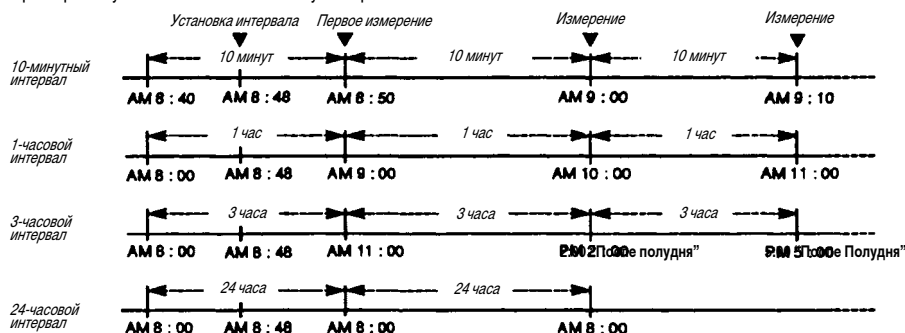 Установка интервала Первое измерение Измерение Измерение
10-минутный интервал
10 минут 10 минут 10 минут
AM 8 : 40 AM 8 : 48 AM 8 : 50 AM 9 : 00 AM 9 : 10
1-часовой интервал
1 час 1 час 1 час
AM 8 : 00 AM 8 : 48 AM 9 : 00 AM 10 : 00 AM 11 : 00
3-часовой интервал
3 часа 3 часа 3 часа
AM 8 : 00 AM 8 : 48 AM 11 : 00 полудня” Полудня”
24-часовой интервал
24 часа 24 часа
AM 8 : 00 AM 8 : 48 AM 8 : 00 AM 8 : 00